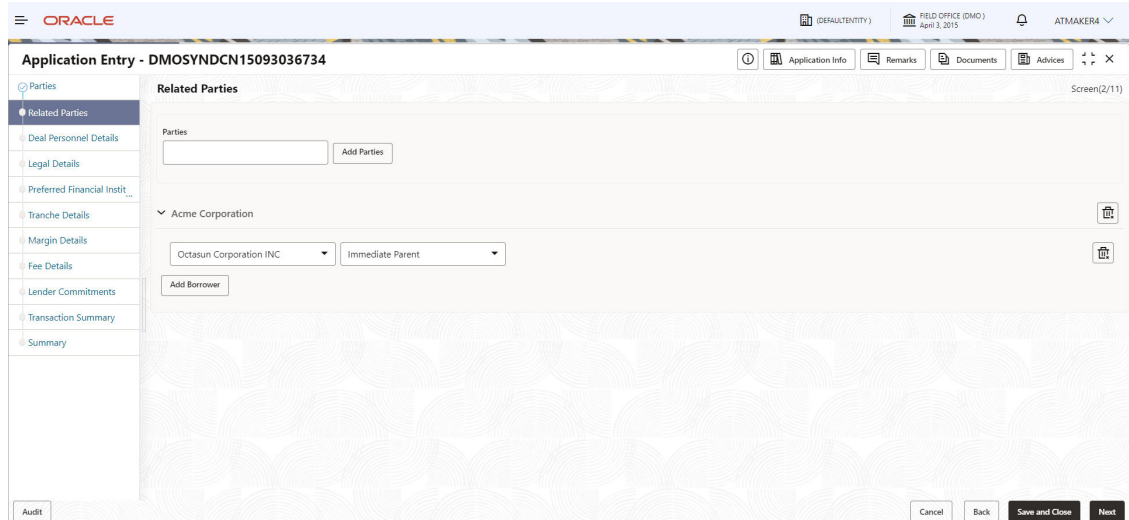 ORACLE
(DEFAULTENTITY )
FIELD OFFICE (DMO )
April 3, 2015
ATMAKER4
Application Entry - DMOSYNDCN15093036734
Application Info
Remarks
Documents
Advices
Parties
Related Parties
Deal Personnel Details
Legal Details
Preferred Financial Instit...
Tranche Details
Margin Details
Fee Details
Lender Commitments
Transaction Summary
Summary
Related Parties
Screen(2/11)
Parties
Add Parties
Acme Corporation
Octasun Corporation INC
Immediate Parent
Add Borrower
Audit
Cancel
Back
Save and Close
Next